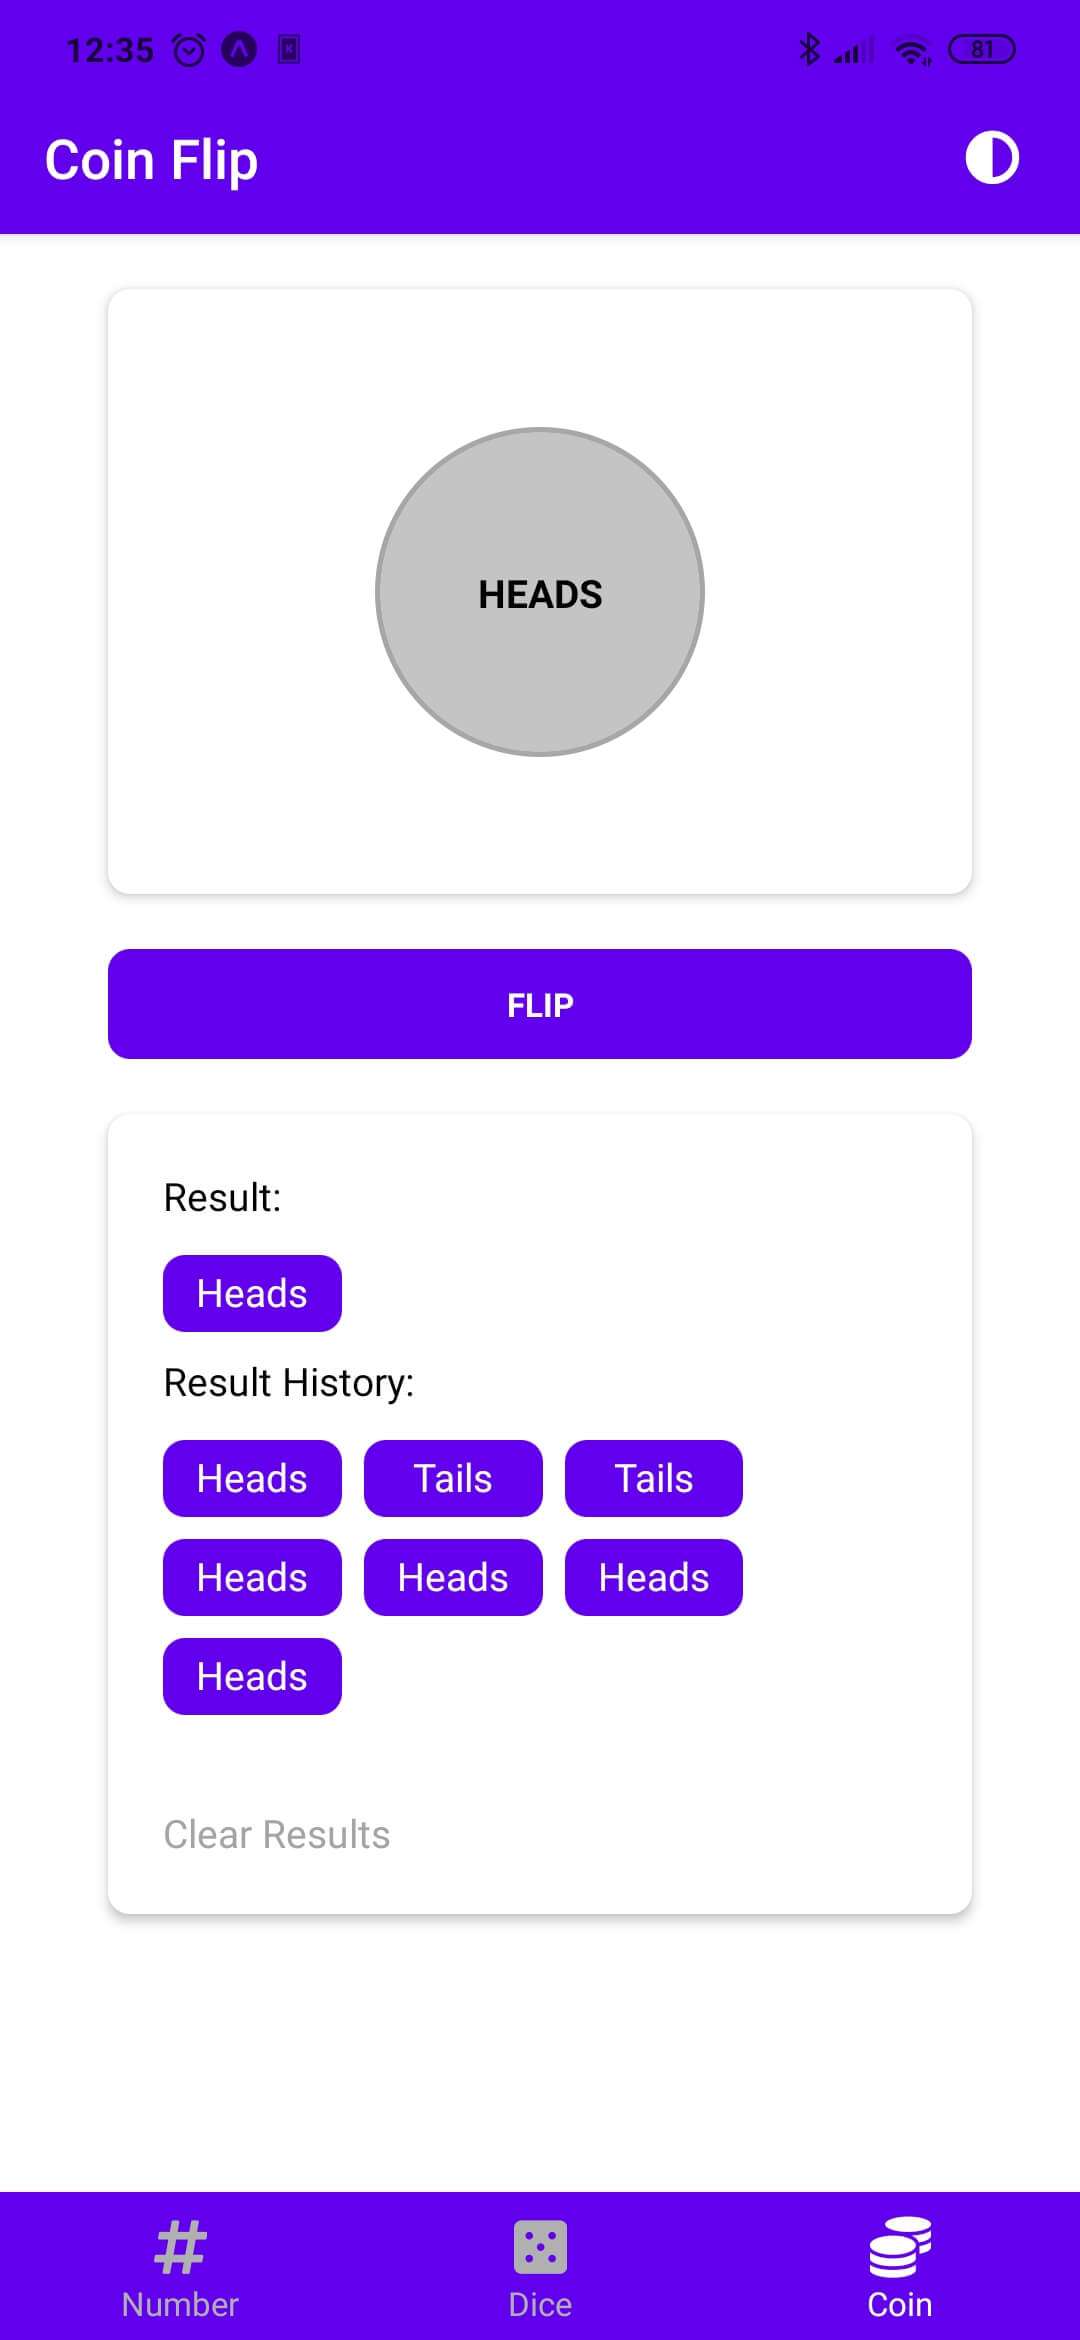 12:35 81
Coin Flip
HEADS
FLIP
Result:
Heads
Result History:
Heads Tails Tails
Heads Heads Heads
Heads
Clear Results
Number Dice Coin